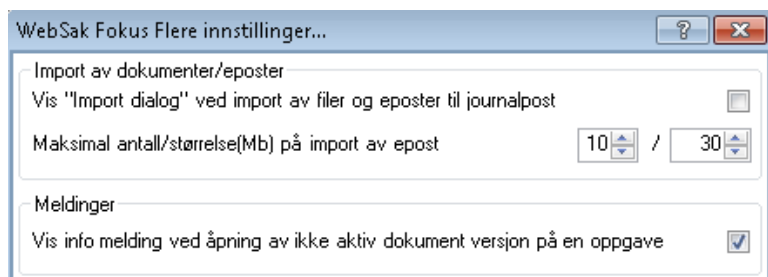 WebSak Fokus Flere innstillinger...
?
Import av dokumenter/eposter
Vis "Import dialog" ved import av filer og eposter til journalpost
Maksimal antall/størrelse(Mb) på import av epost 10 / 30
Meldinger
Vis info melding ved åpning av ikke aktiv dokument versjon på en oppgave